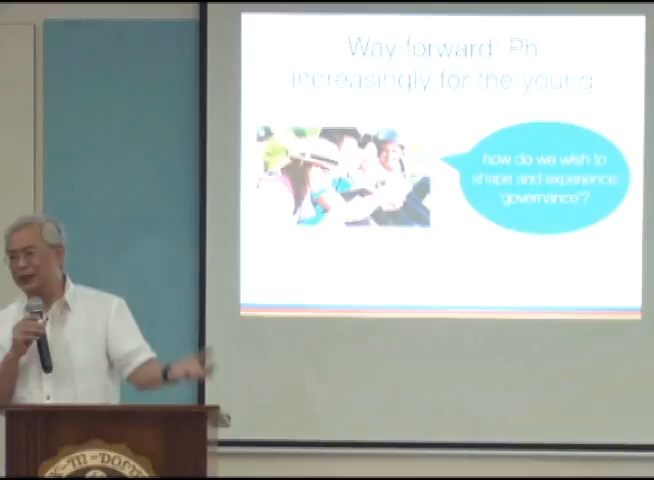 Way forward: Ph
increasingly for the young
how do we wish to
shape and experience
'governance'?